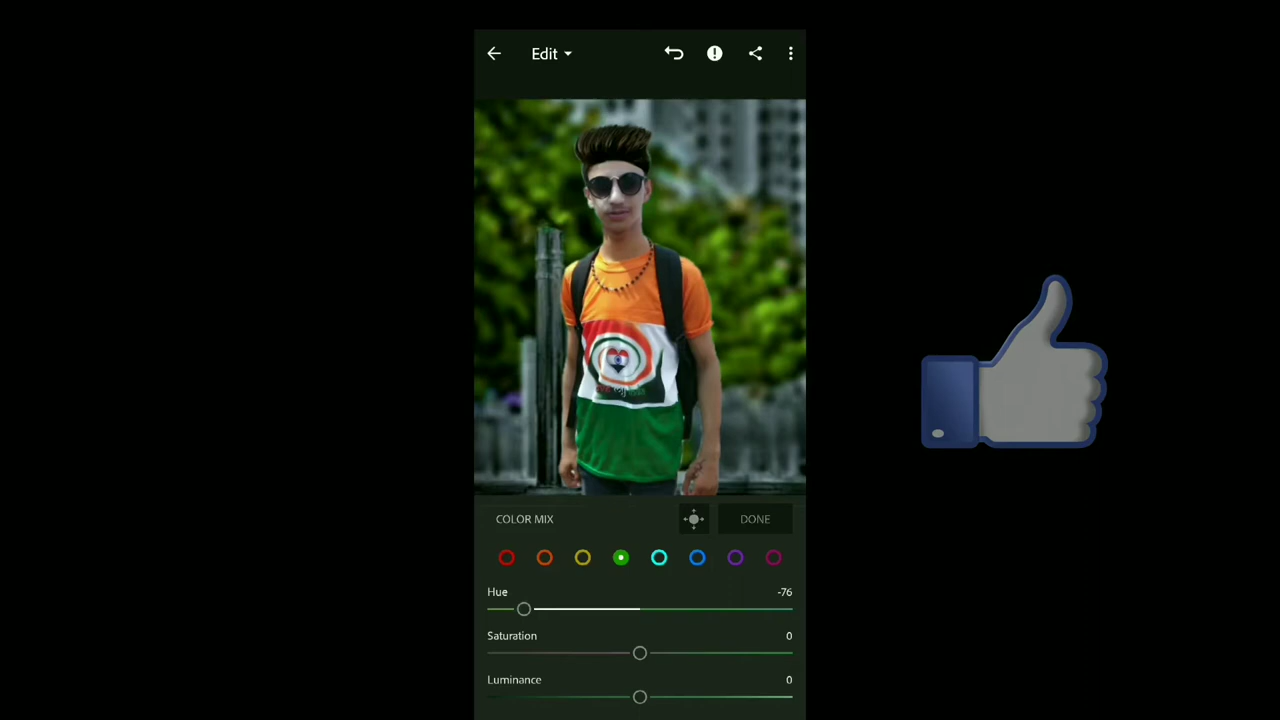 Edit
COLOR MIX
DONE
Hue
-76
Saturation
0
Luminance
0